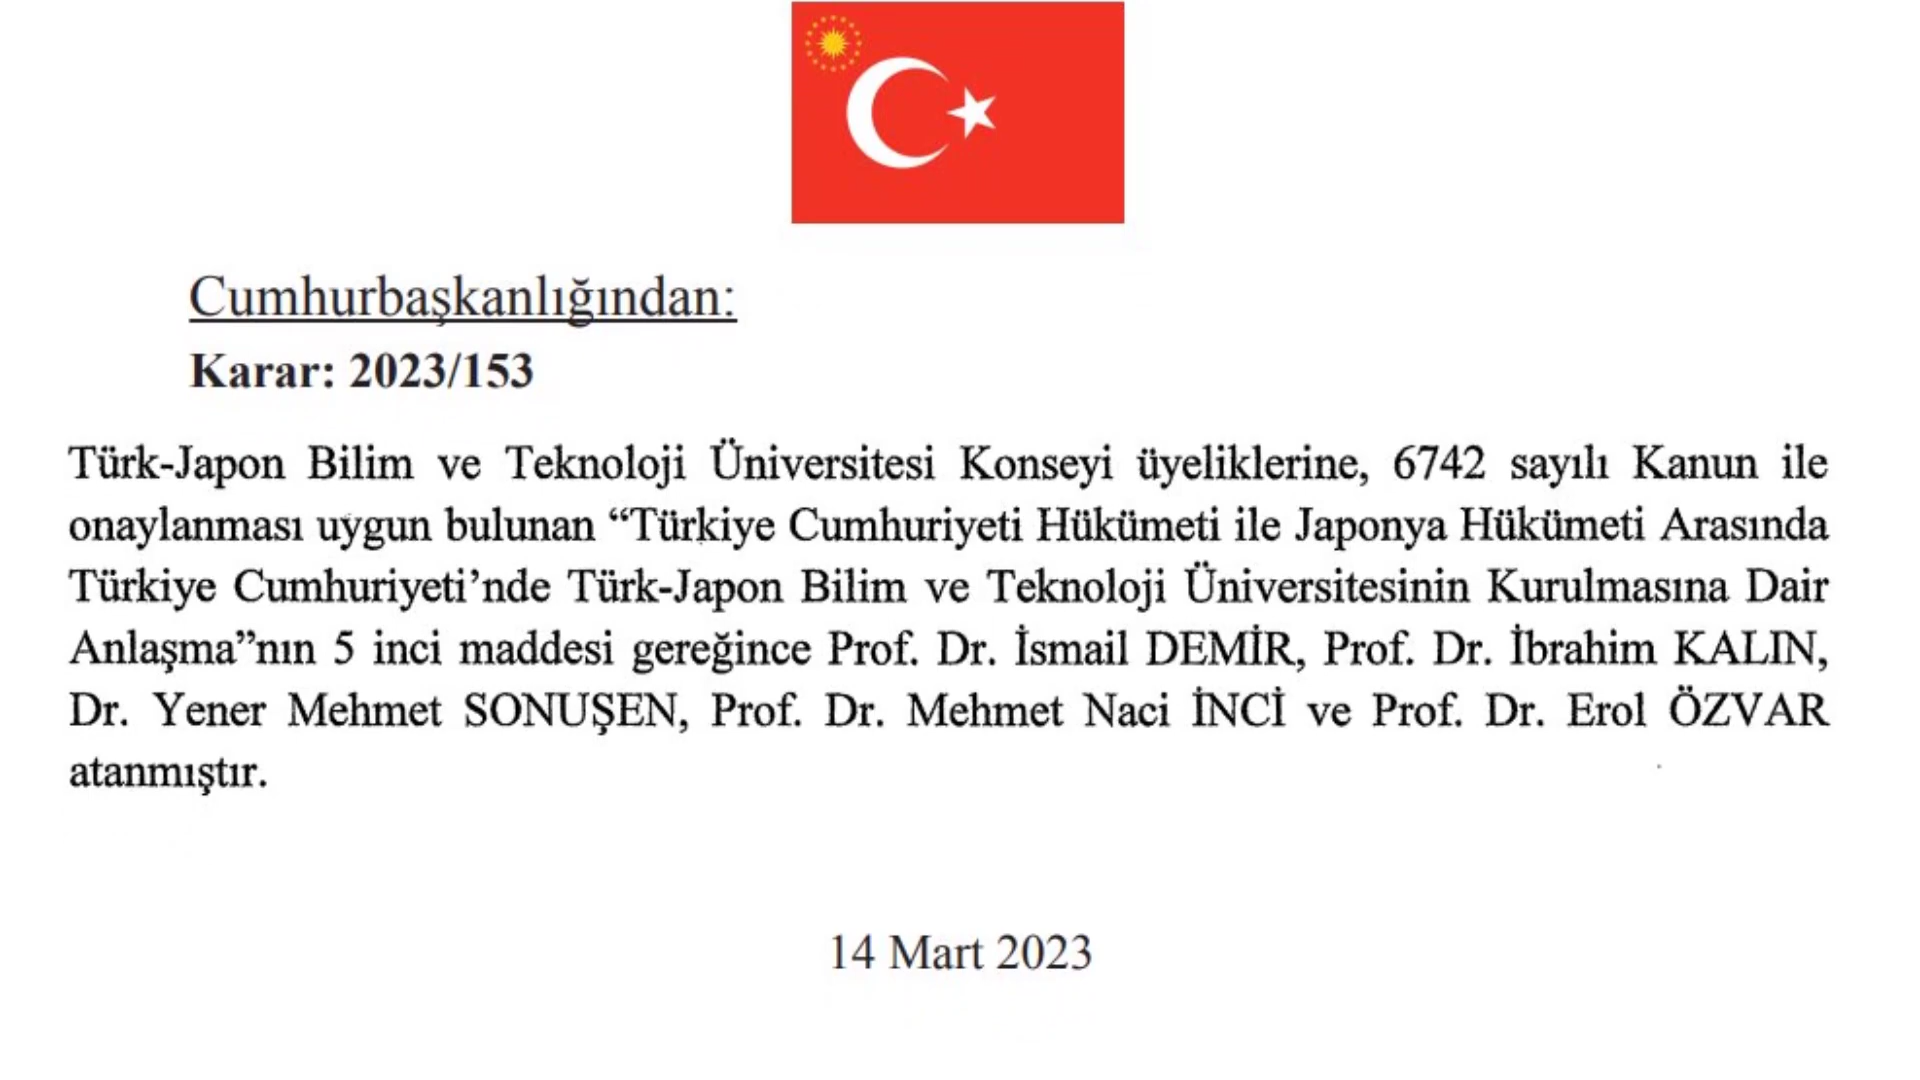 Cumhurbaşkanlığından:
Karar: 2023/153
Türk-Japon Bilim ve Teknoloji Üniversitesi Konseyi üyeliklerine, 6742 sayılı Kanun ile
onaylanması uygun bulunan “Türkiye Cumhuriyeti Hükümeti ile Japonya Hükümeti Arasında
Türkiye Cumhuriyeti’nde Türk-Japon Bilim ve Teknoloji Üniversitesinin Kurulmasına Dair
Anlaşma”nın 5 inci maddesi gereğince Prof. Dr. İsmail DEMİR, Prof. Dr. İbrahim KALIN,
Dr. Yener Mehmet SONUŞEN, Prof. Dr. Mehmet Naci İNCİ ve Prof. Dr. Erol ÖZVAR
atanmıştır.
14 Mart 2023